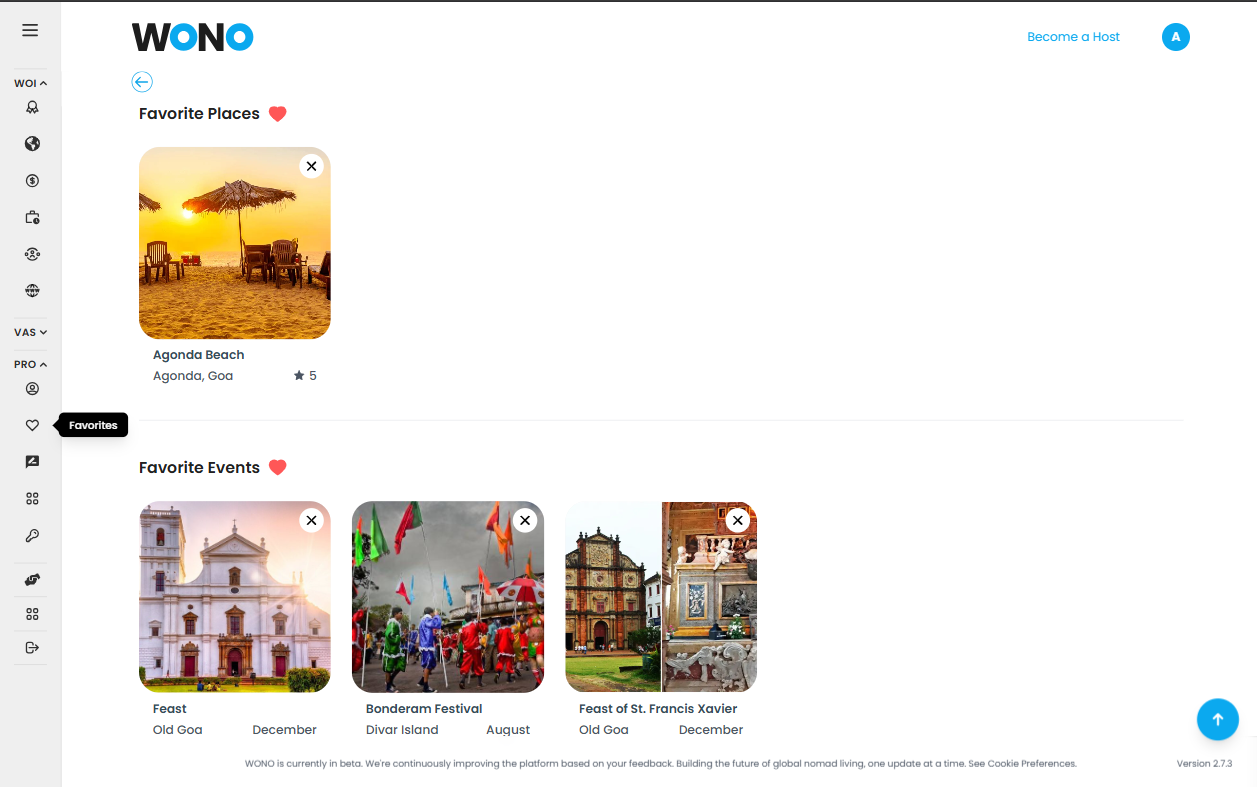 WONO
Become a Host
A
WOI
Favorite Places
Agonda Beach
Agonda, Goa
5
VAS
PRO
Favorites
Favorite Events
Feast
Old Goa December
Bonderam Festival
Divar Island August
Feast of St. Francis Xavier
Old Goa December
WONO is currently in beta. We're continuously improving the platform based on your feedback. Building the future of global nomad living, one update at a time. See Cookie Preferences.
Version 2.7.3